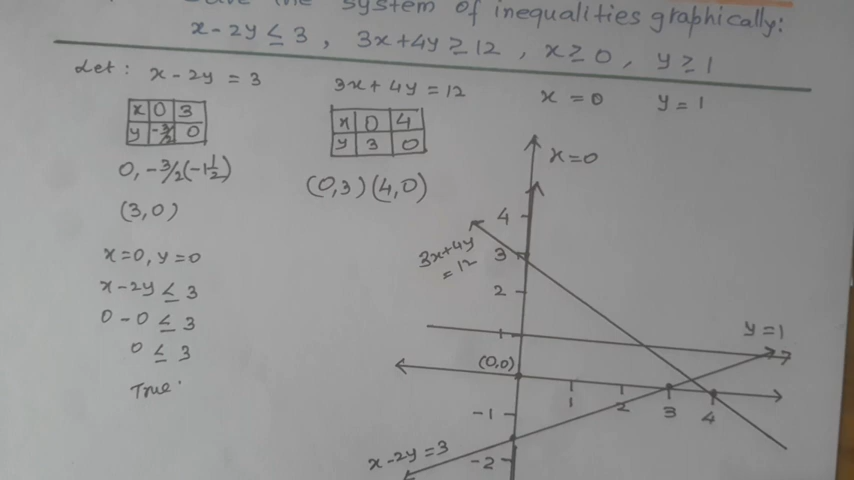 the system of inequalities graphically:
x-2y ≤ 3 , 3x+4y ≥ 12 , x ≥ 0 , y ≥ 1
Let : x-2y = 3
3x+4y = 12
x = 0
y = 1
x 0 3
y -3/2 0
x 0 4
y 3 0
0, -3/2 (-1 1/2)
(3,0)
(0,3) (4,0)
x=0, y=0
x-2y ≤ 3
0-0 ≤ 3
0 ≤ 3
True
x=0
4
3x+4y
= 12
3
2
1
y=1
(0,0)
1
2
3
4
-1
x-2y=3
-2